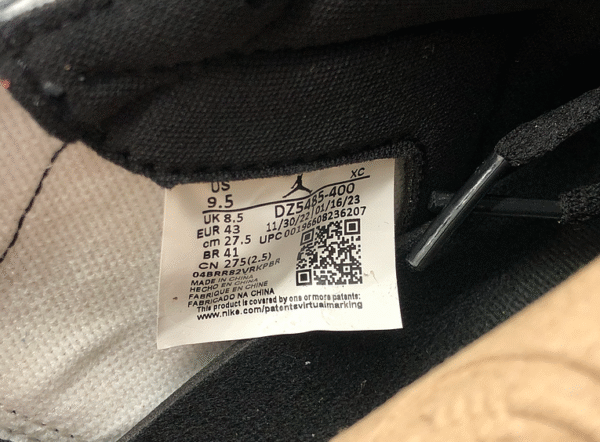 US
9.5
XC
UK 8.5
DZ5485-400
EUR 43
11/30/22 01/16/23
cm 27.5
UPC 00196608236207
BR 41
CN 275(2.5)
04BRR82VRKPBR
MADE IN CHINA
HECHO EN CHINA
FABRIQUE EN CHINE
FABRICADO NA CHINA
This product is covered by one or more patents:
www.nike.com/patentsvirtualmarking